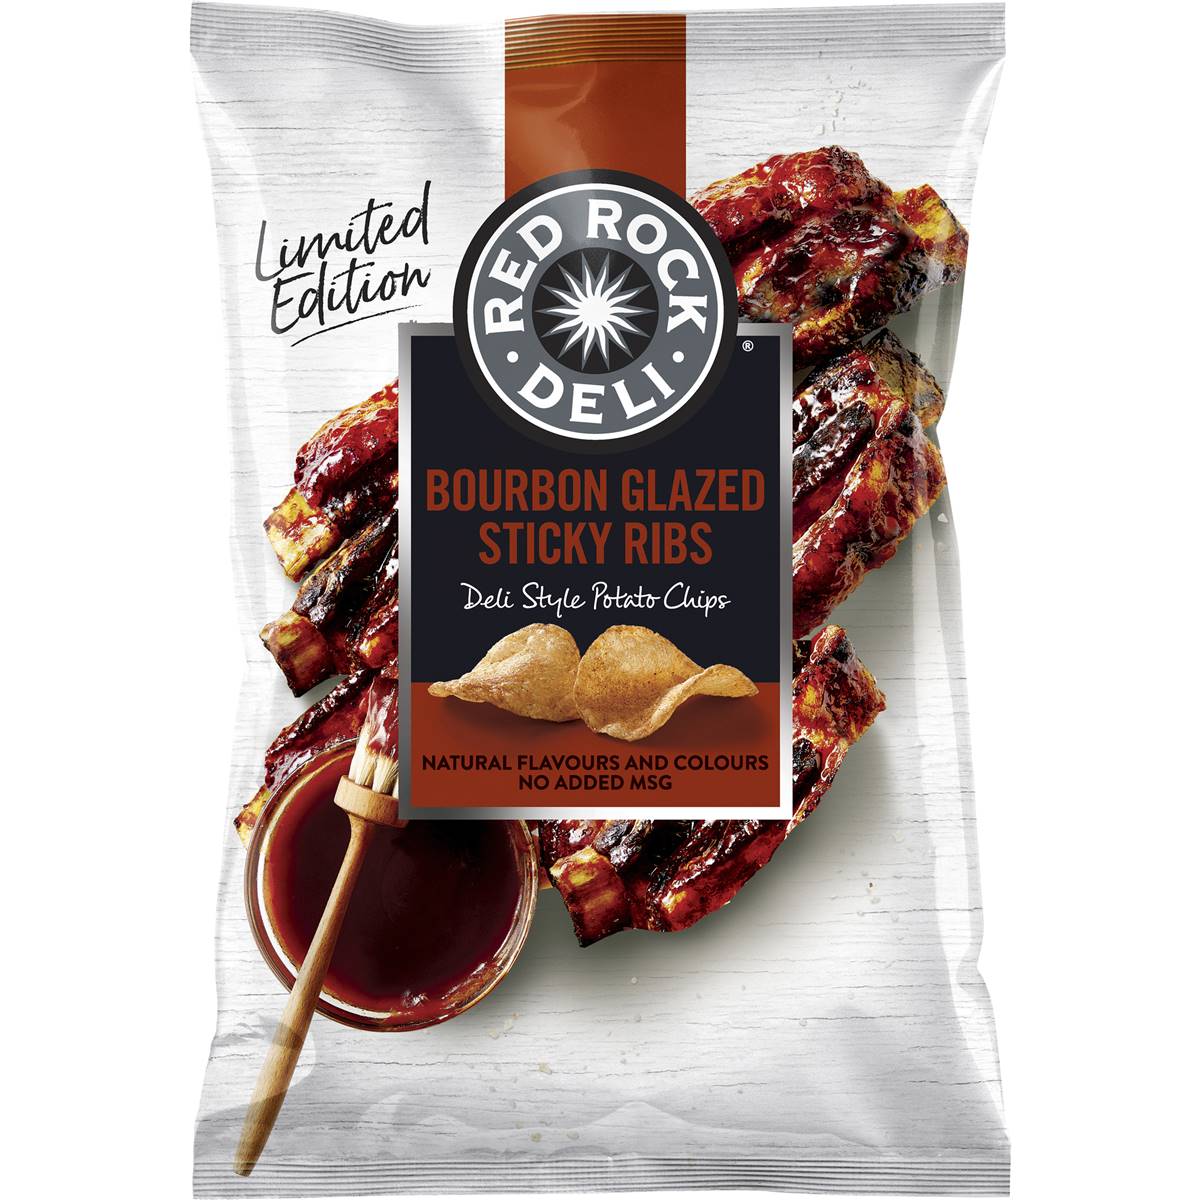 Limited
Edition
RED ROCK
DELI
®
BOURBON GLAZED
STICKY RIBS
Deli Style Potato Chips
NATURAL FLAVOURS AND COLOURS
NO ADDED MSG